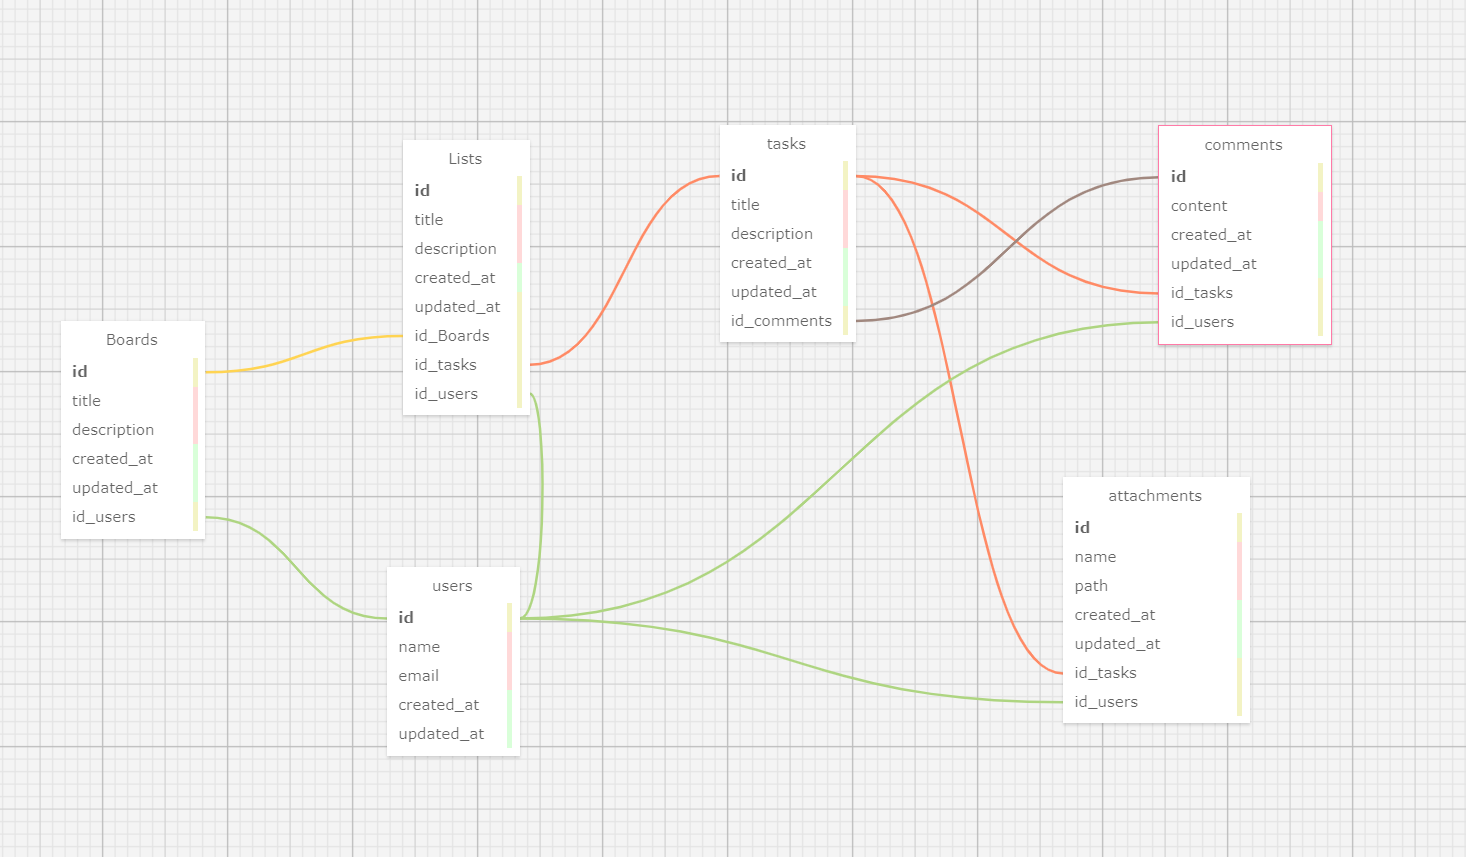 Boards
id
title
description
created_at
updated_at
id_users
Lists
id
title
description
created_at
updated_at
id_Boards
id_tasks
id_users
users
id
name
email
created_at
updated_at
tasks
id
title
description
created_at
updated_at
id_comments
comments
id
content
created_at
updated_at
id_tasks
id_users
attachments
id
name
path
created_at
updated_at
id_tasks
id_users